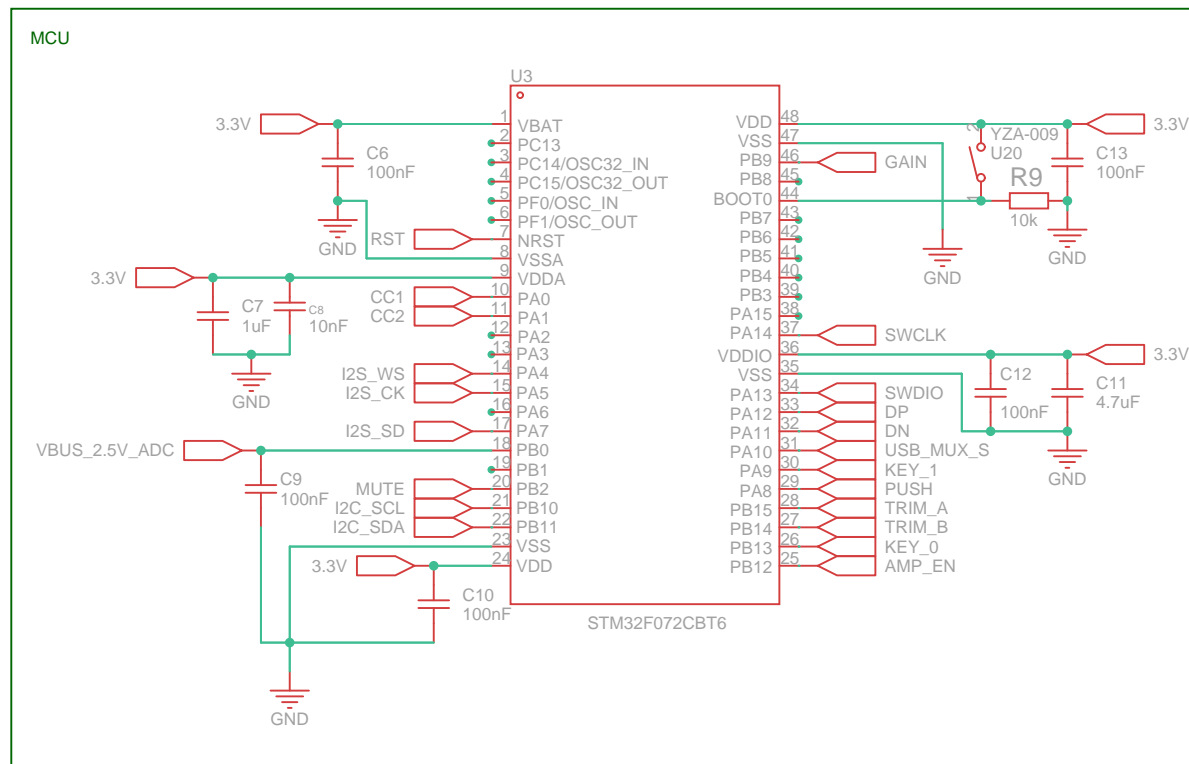 MCU
U3
STM32F072CBT6
3.3V
C6
100nF
GND
RST
3.3V
C7
1uF
C8
10nF
GND
CC1
CC2
I2S_WS
I2S_CK
I2S_SD
VBUS_2.5V_ADC
C9
100nF
MUTE
I2C_SCL
I2C_SDA
3.3V
C10
100nF
GND
1 VBAT
2 PC13
3 PC14/OSC32_IN
4 PC15/OSC32_OUT
5 PF0/OSC_IN
6 PF1/OSC_OUT
7 NRST
8 VSSA
9 VDDA
10 PA0
11 PA1
12 PA2
13 PA3
14 PA4
15 PA5
16 PA6
17 PA7
18 PB0
19 PB1
20 PB2
21 PB10
22 PB11
23 VSS
24 VDD
VDD 48
VSS 47
PB9 46
PB8 45
BOOT0 44
PB7 43
PB6 42
PB5 41
PB4 40
PB3 39
PA15 38
PA14 37
VDDIO 36
VSS 35
PA13 34
PA12 33
PA11 32
PA10 31
PA9 30
PA8 29
PB15 28
PB14 27
PB13 26
PB12 25
GAIN
2
YZA-009
U20
1
R9
10k
3.3V
C13
100nF
GND
GND
SWCLK
3.3V
C12
100nF
C11
4.7uF
GND
SWDIO
DP
DN
USB_MUX_S
KEY_1
PUSH
TRIM_A
TRIM_B
KEY_0
AMP_EN